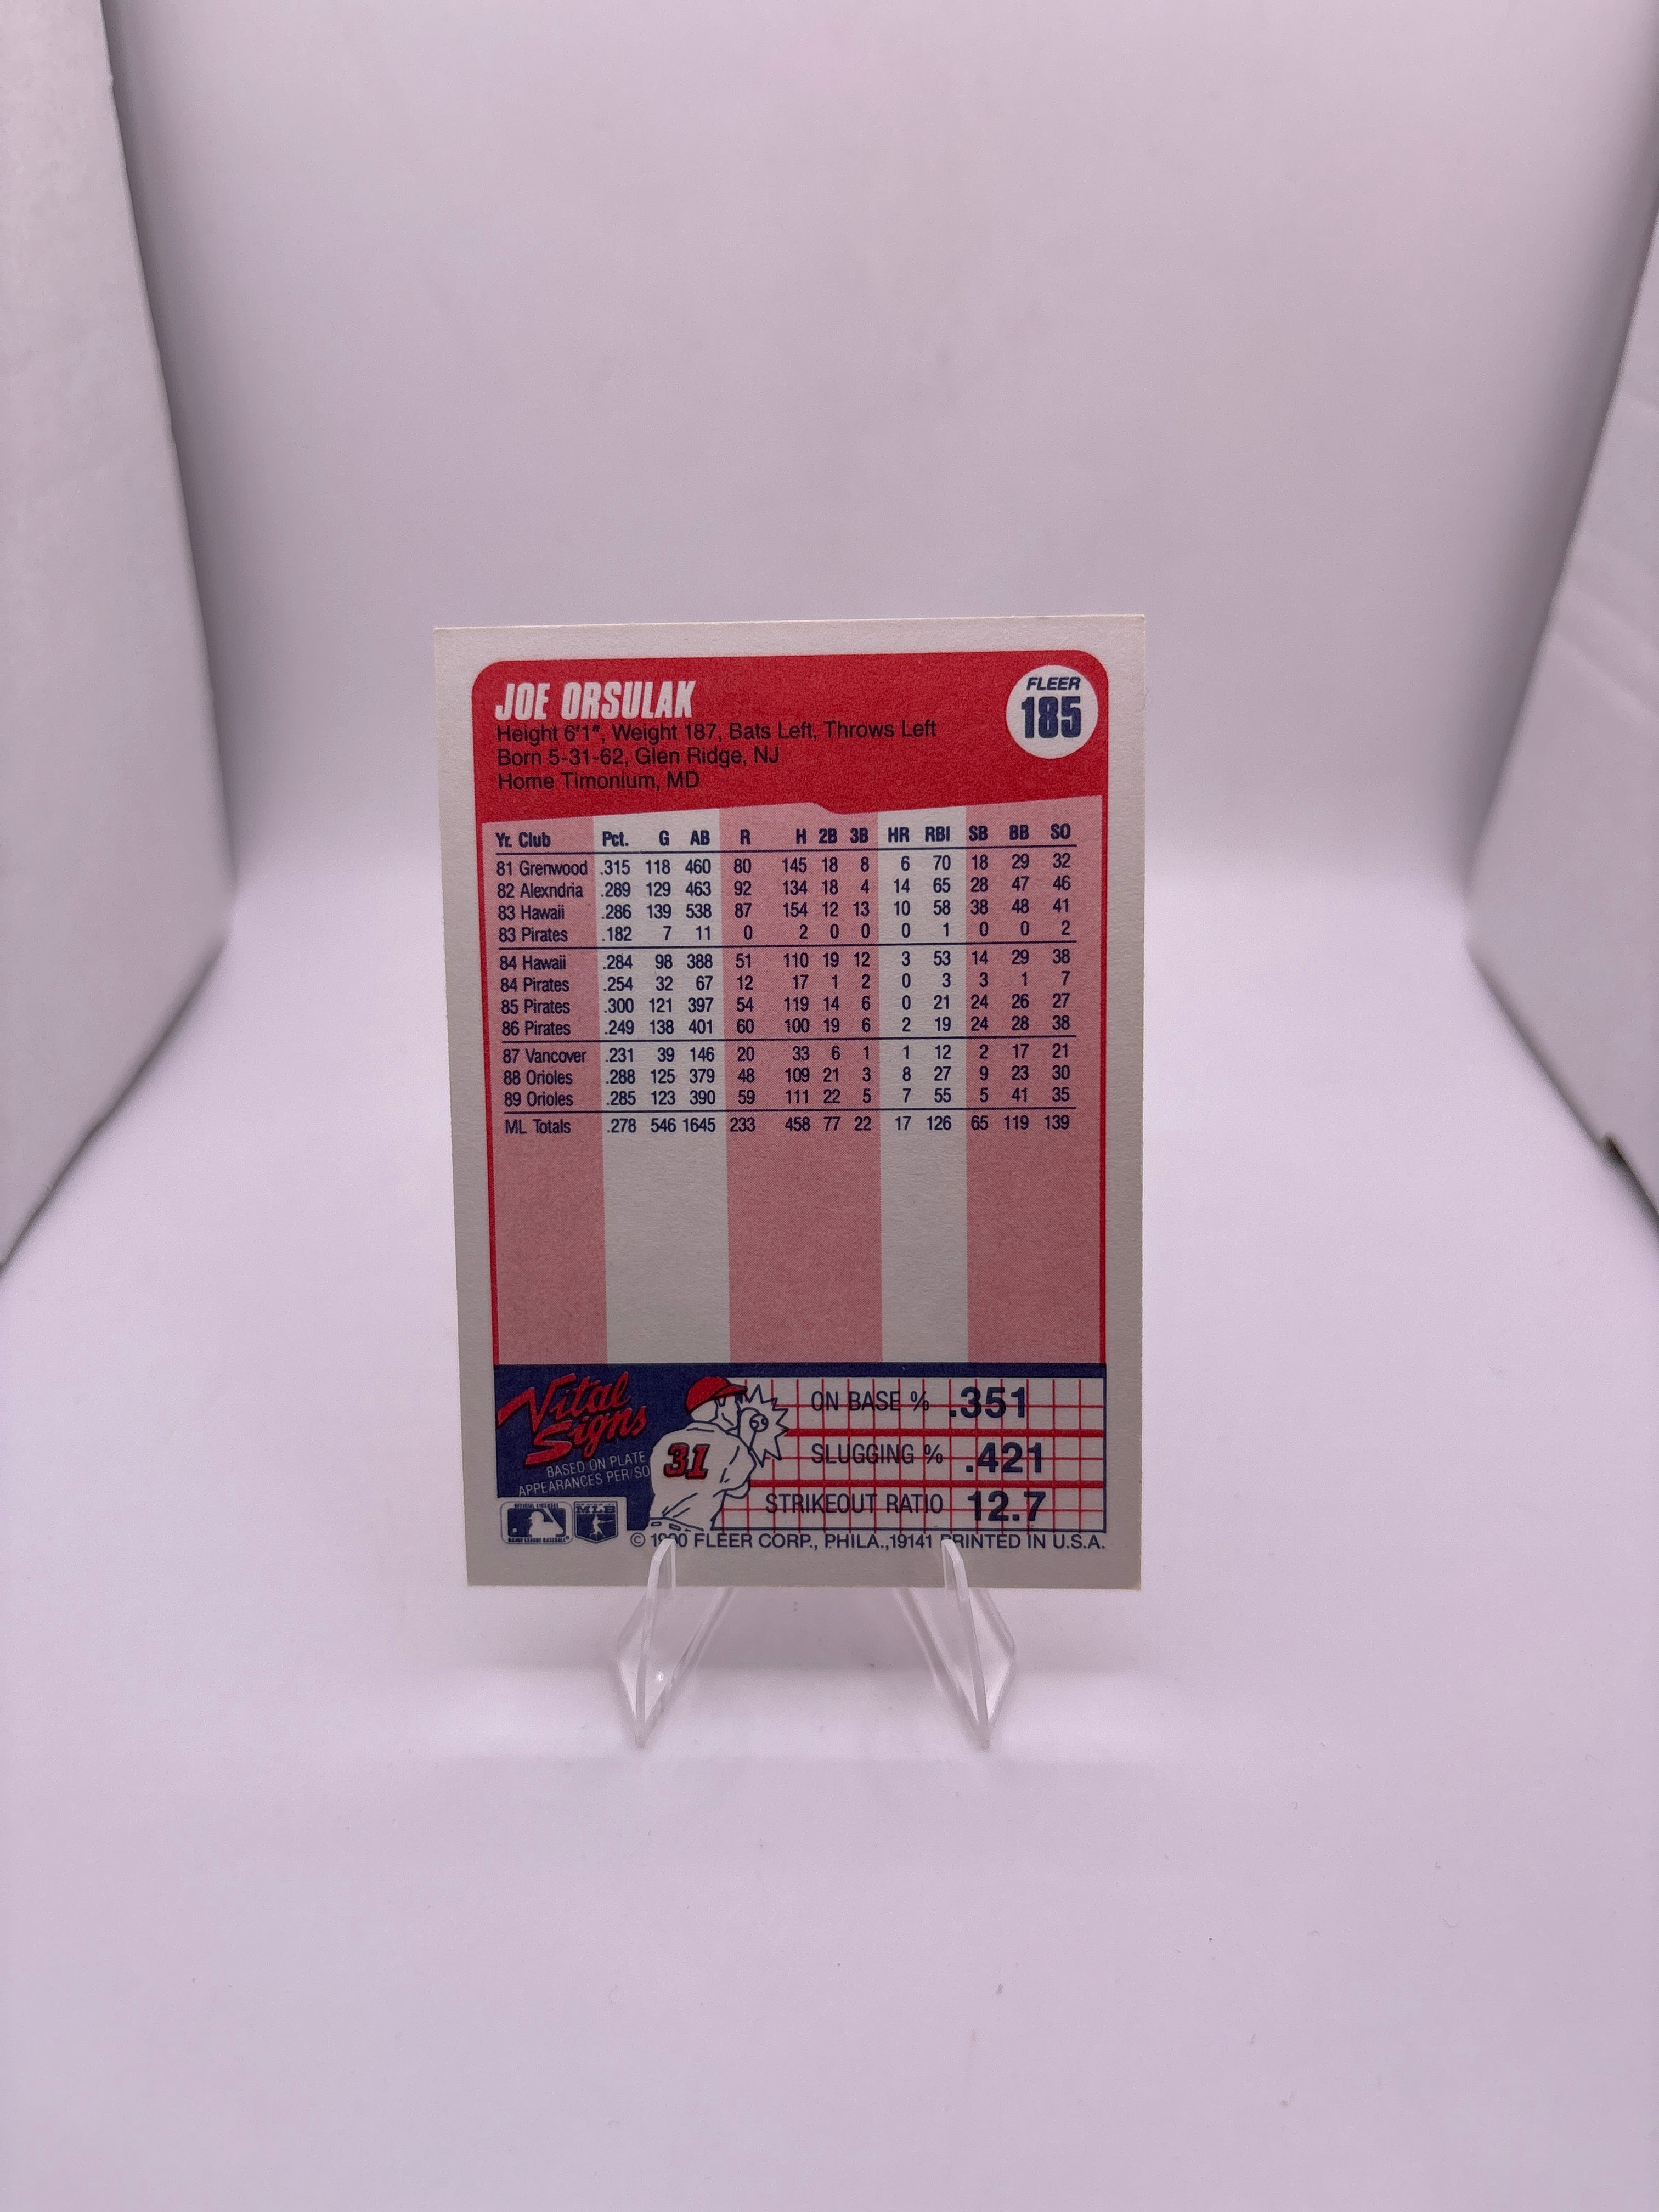 JOE ORSULAK
FLEER
185
Height 6'1", Weight 187, Bats Left, Throws Left
Born 5-31-62, Glen Ridge, NJ
Home Timonium, MD
Yr. Club Pct. G AB R H 2B 3B HR RBI SB BB SO
81 Grenwood .315 118 460 80 145 18 8 6 70 18 29 32
82 Alexndria .289 129 463 92 134 18 4 14 65 28 47 46
83 Hawaii .286 139 538 87 154 12 13 10 58 38 48 41
83 Pirates .182 7 11 0 2 0 0 0 1 0 0 2
84 Hawaii .284 98 388 51 110 19 12 3 53 14 29 38
84 Pirates .254 32 67 12 17 1 2 0 3 3 1 7
85 Pirates .300 121 397 54 119 14 6 0 21 24 26 27
86 Pirates .249 138 401 60 100 19 6 2 19 24 28 38
87 Vancover .231 39 146 20 33 6 1 1 12 2 17 21
88 Orioles .288 125 379 48 109 21 3 8 27 9 23 30
89 Orioles .285 123 390 59 111 22 5 7 55 5 41 35
ML Totals .278 546 1645 233 458 77 22 17 126 65 119 139
Vital
Signs
BASED ON PLATE
APPEARANCES PER/SO
31
ON BASE % .351
SLUGGING % .421
STRIKEOUT RATIO 12.7
MLB
© 1990 FLEER CORP., PHILA.,19141 PRINTED IN U.S.A.